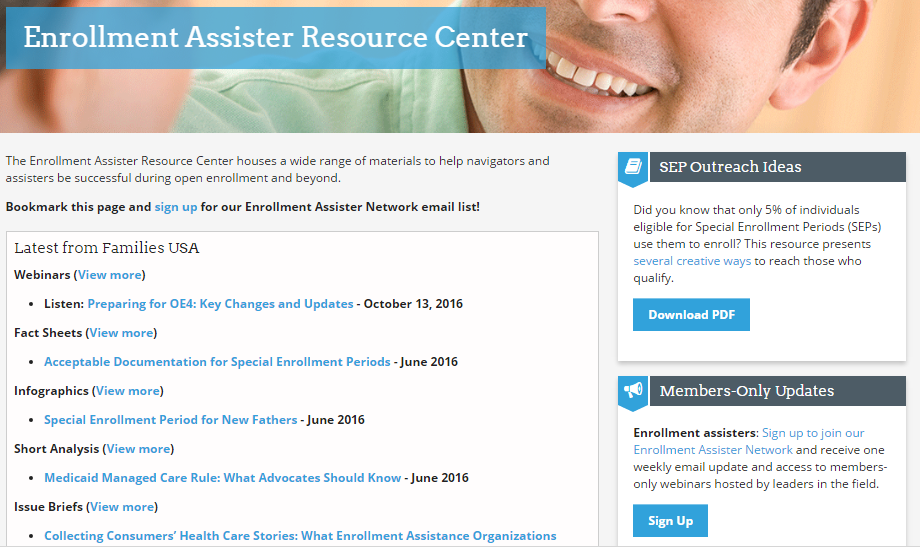 Enrollment Assister Resource Center
The Enrollment Assister Resource Center houses a wide range of materials to help navigators and
assisters be successful during open enrollment and beyond.
Bookmark this page and sign up for our Enrollment Assister Network email list!
Latest from Families USA
Webinars (View more)
• Listen: Preparing for OE4: Key Changes and Updates - October 13, 2016
Fact Sheets (View more)
• Acceptable Documentation for Special Enrollment Periods - June 2016
Infographics (View more)
• Special Enrollment Period for New Fathers - June 2016
Short Analysis (View more)
• Medicaid Managed Care Rule: What Advocates Should Know - June 2016
Issue Briefs (View more)
• Collecting Consumers' Health Care Stories: What Enrollment Assistance Organizations
SEP Outreach Ideas
Did you know that only 5% of individuals
eligible for Special Enrollment Periods (SEPs)
use them to enroll? This resource presents
several creative ways to reach those who
qualify.
Download PDF
Members-Only Updates
Enrollment assisters: Sign up to join our
Enrollment Assister Network and receive one
weekly email update and access to members-
only webinars hosted by leaders in the field.
Sign Up